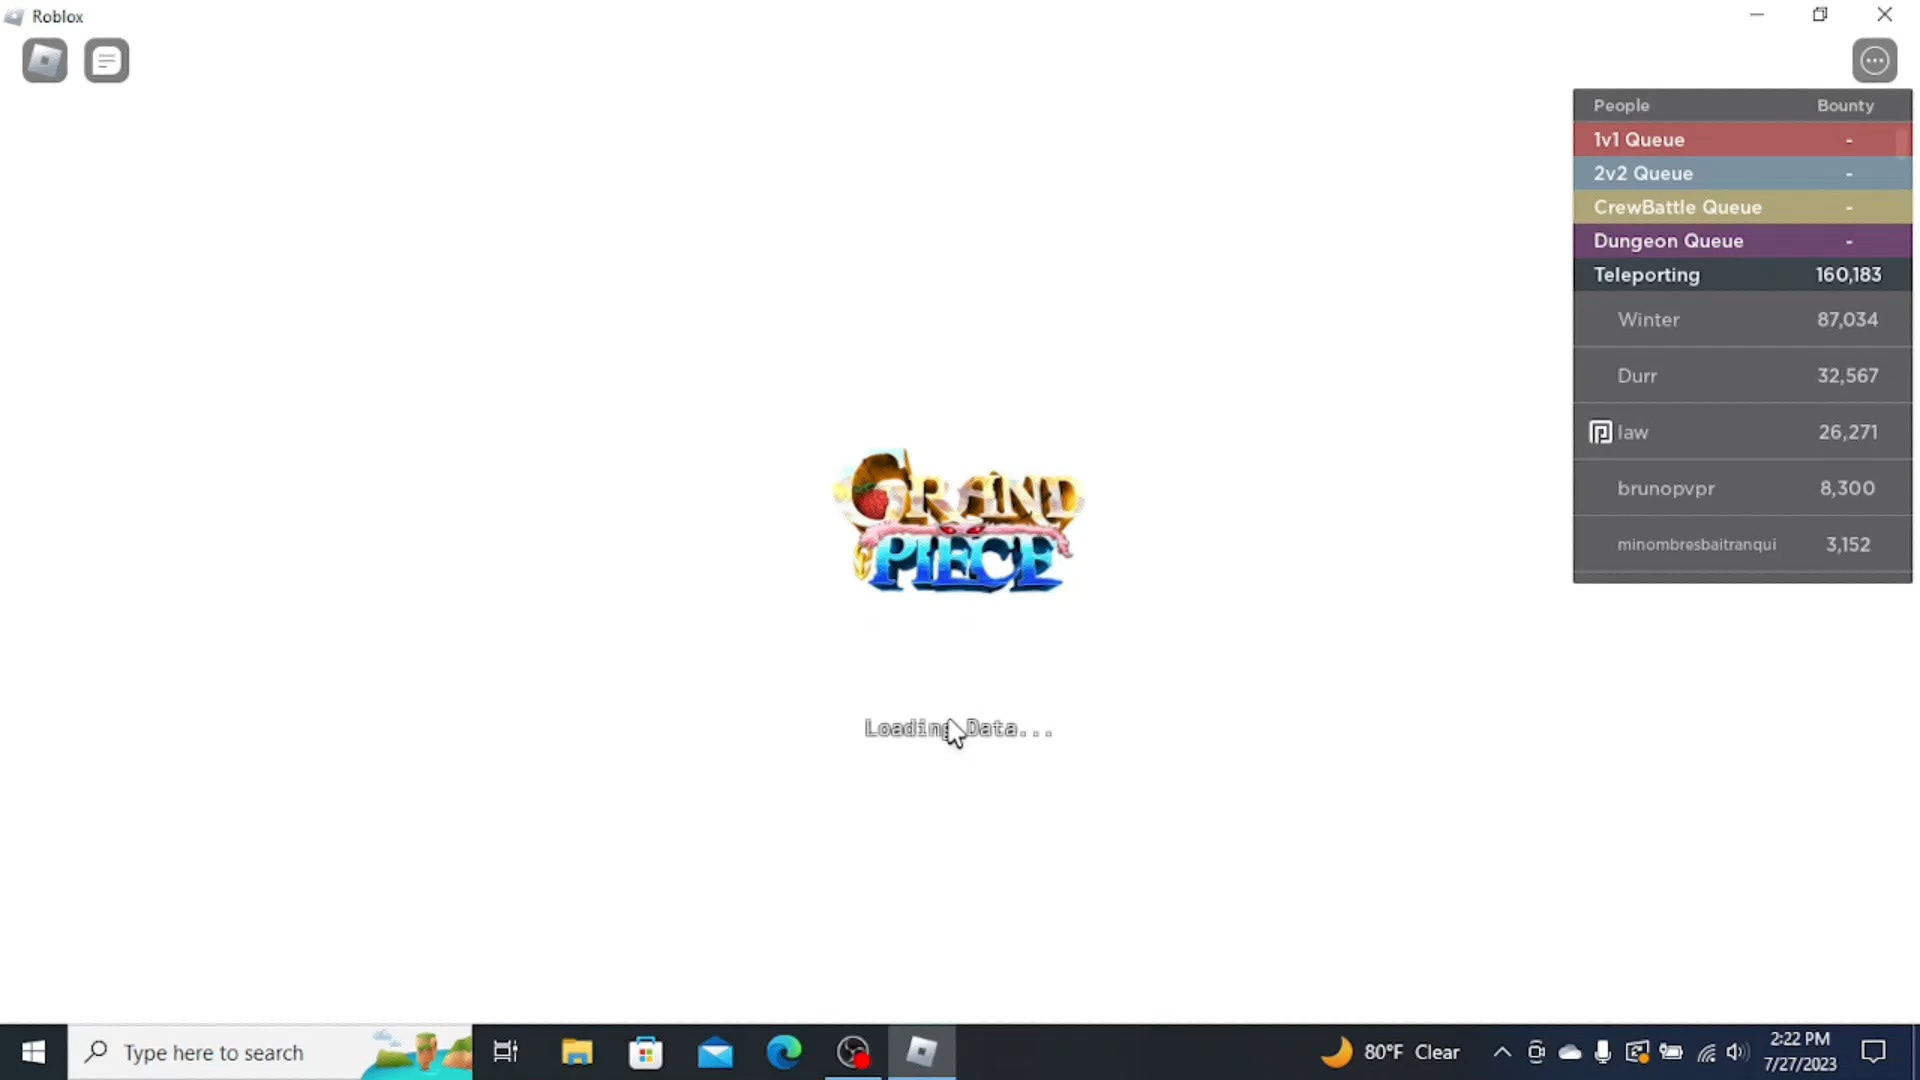 Roblox
People Bounty
1v1 Queue -
2v2 Queue -
CrewBattle Queue -
Dungeon Queue -
Teleporting 160,183
Winter 87,034
Durr 32,567
law 26,271
brunopvpr 8,300
minombresbaitranqui 3,152
GRAND
PIECE
Loading Data...
Type here to search
80°F Clear
2:22 PM
7/27/2023